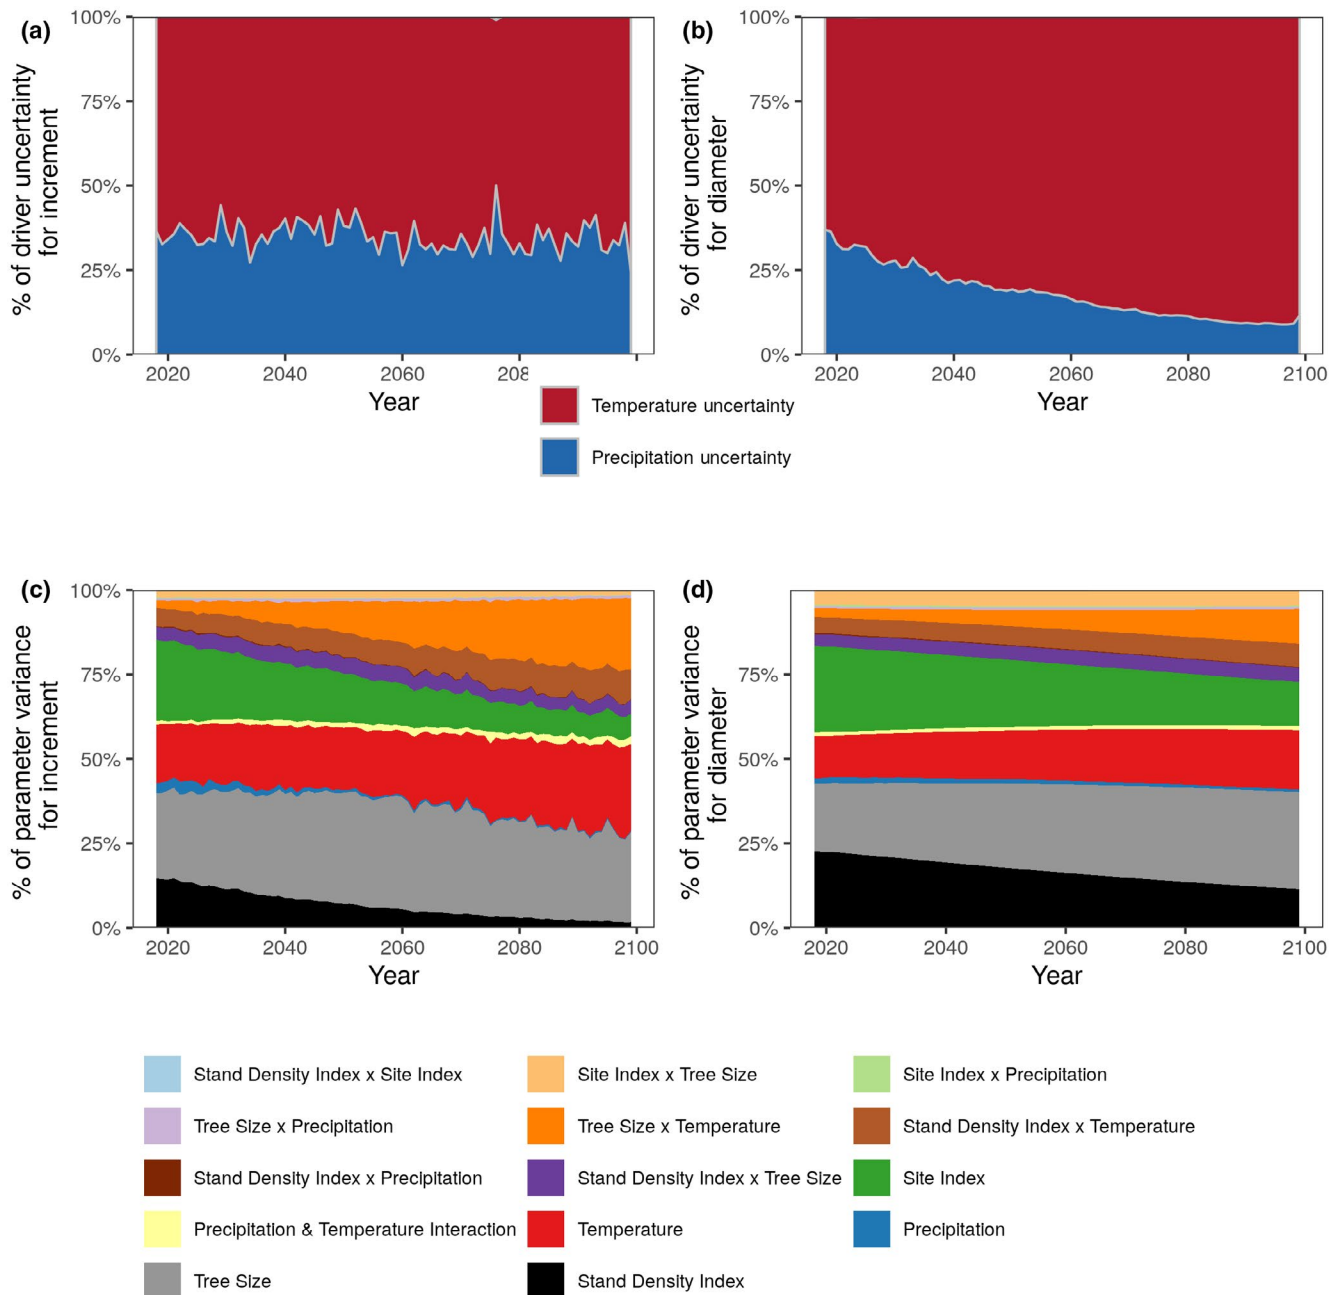 (a)
% of driver uncertainty
for increment
100%
75%
50%
25%
0%
2020
2040
2060
208
Year
(b)
% of driver uncertainty
for diameter
100%
75%
50%
25%
0%
2020
2040
2060
2080
2100
Year
Temperature uncertainty
Precipitation uncertainty
(c)
% of parameter variance
for increment
100%
75%
50%
25%
0%
2020
2040
2060
2080
2100
Year
(d)
% of parameter variance
for diameter
100%
75%
50%
25%
0%
2020
2040
2060
2080
2100
Year
Stand Density Index x Site Index
Site Index x Tree Size
Site Index x Precipitation
Tree Size x Precipitation
Tree Size x Temperature
Stand Density Index x Temperature
Stand Density Index x Precipitation
Stand Density Index x Tree Size
Site Index
Precipitation & Temperature Interaction
Temperature
Precipitation
Tree Size
Stand Density Index